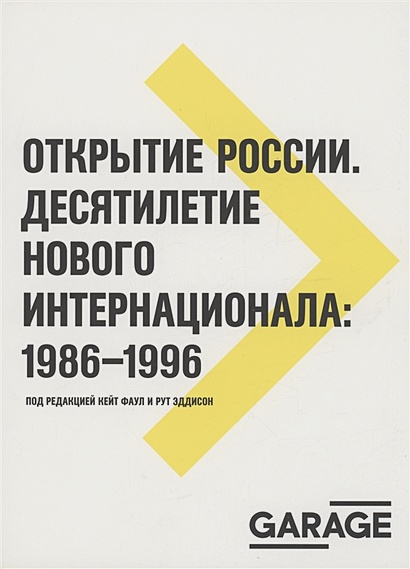 ОТКРЫТИЕ РОССИИ.
ДЕСЯТИЛЕТИЕ
НОВОГО
ИНТЕРНАЦИОНАЛА:
1986–1996
ПОД РЕДАКЦИЕЙ КЕЙТ ФАУЛ И РУТ ЭДДИСОН
GARAGE